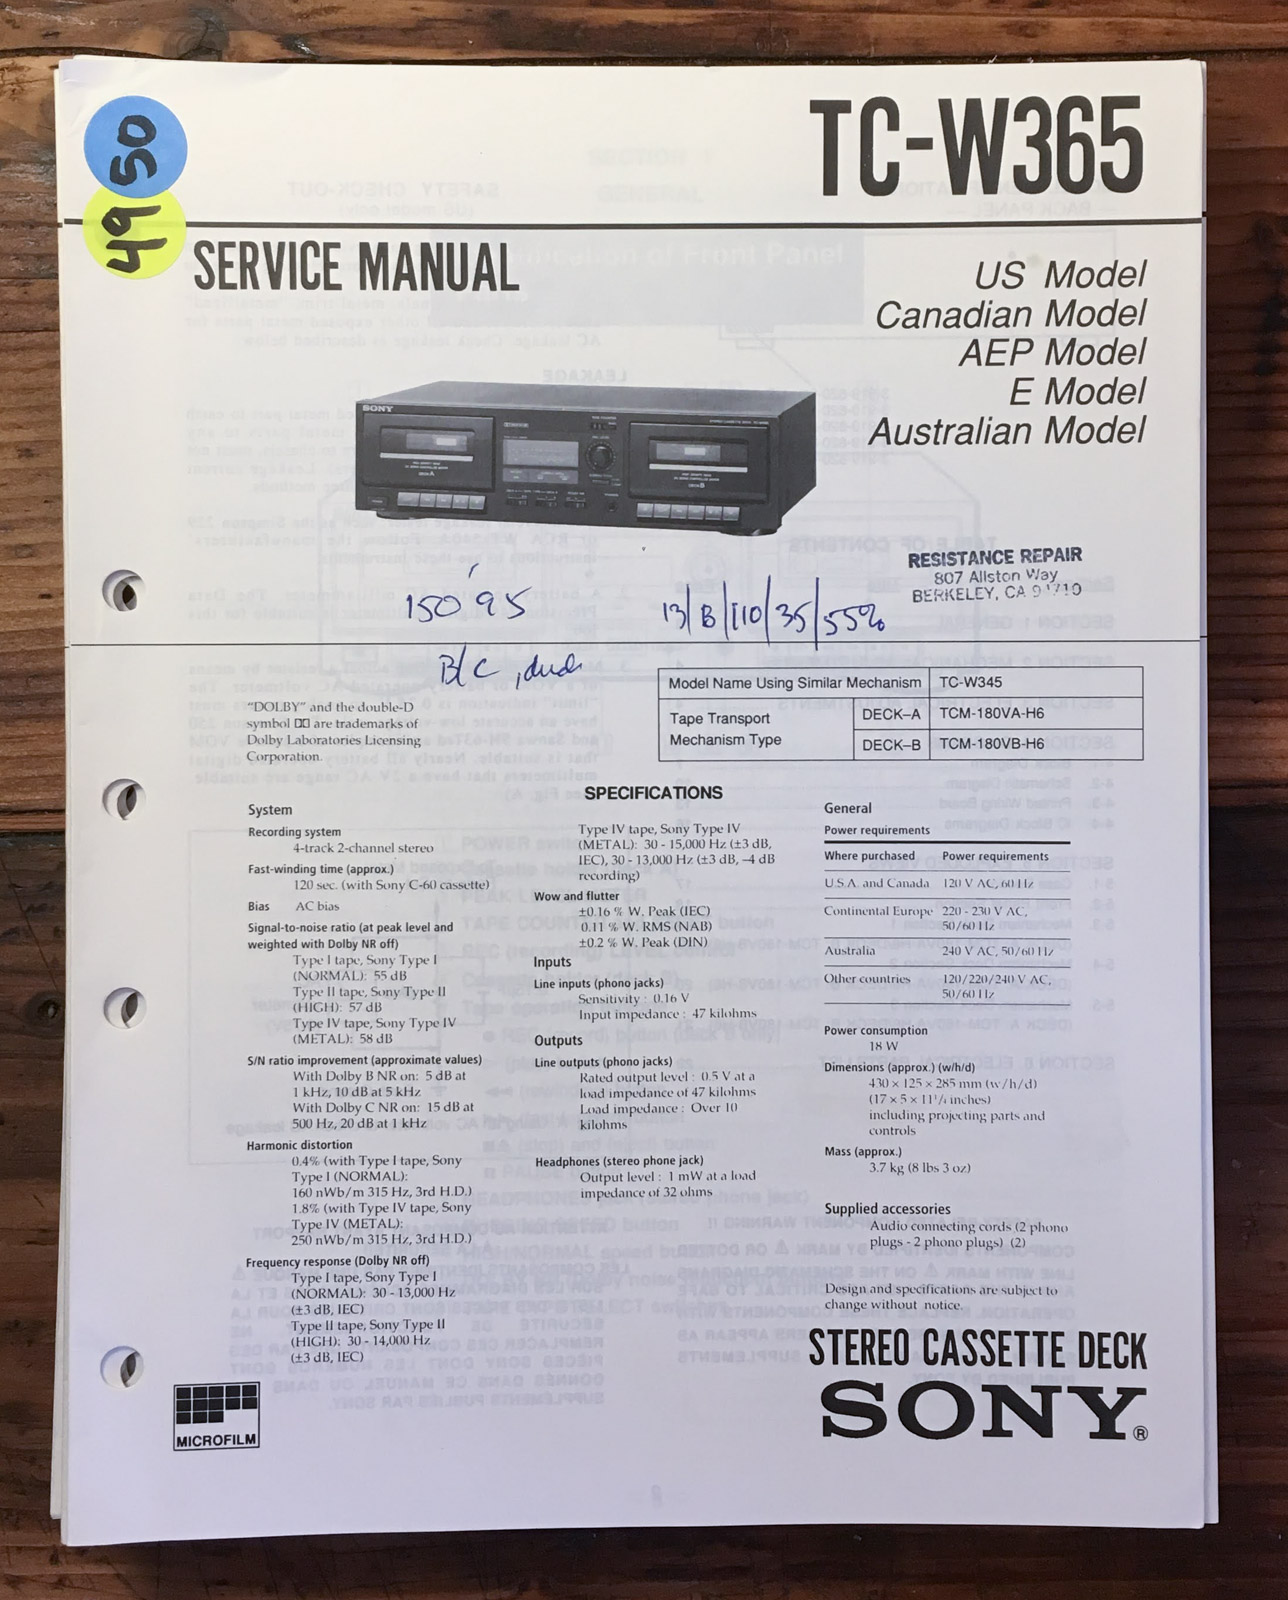 50
49
TC-W365
SERVICE MANUAL
US Model
Canadian Model
AEP Model
E Model
Australian Model
SONY
RESISTANCE REPAIR
807 Allston Way
BERKELEY, CA 94710
150 '95
13/B/110/35/55%
B/C, dual
Model Name Using Similar Mechanism TC-W345
Tape Transport Mechanism Type DECK-A TCM-180VA-H6
DECK-B TCM-180VB-H6
"DOLBY" and the double-D
symbol are trademarks of
Dolby Laboratories Licensing
Corporation.
SPECIFICATIONS
System
Recording system
4-track 2-channel stereo
Fast-winding time (approx.)
120 sec. (with Sony C-60 cassette)
Bias AC bias
Signal-to-noise ratio (at peak level and
weighted with Dolby NR off)
Type I tape, Sony Type I
(NORMAL): 55 dB
Type II tape, Sony Type II
(HIGH): 57 dB
Type IV tape, Sony Type IV
(METAL): 58 dB
S/N ratio improvement (approximate values)
With Dolby B NR on: 5 dB at
1 kHz, 10 dB at 5 kHz
With Dolby C NR on: 15 dB at
500 Hz, 20 dB at 1 kHz
Harmonic distortion
0.4% (with Type I tape, Sony
Type I (NORMAL):
160 nWb/m 315 Hz, 3rd H.D.)
1.8% (with Type IV tape, Sony
Type IV (METAL):
250 nWb/m 315 Hz, 3rd H.D.)
Frequency response (Dolby NR off)
Type I tape, Sony Type I
(NORMAL): 30 - 13,000 Hz
(±3 dB, IEC)
Type II tape, Sony Type II
(HIGH): 30 - 14,000 Hz
(±3 dB, IEC)
Type IV tape, Sony Type IV
(METAL): 30 - 15,000 Hz (±3 dB,
IEC), 30 - 13,000 Hz (±3 dB, -4 dB
recording)
Wow and flutter
±0.16 % W. Peak (IEC)
0.11 % W. RMS (NAB)
±0.2 % W. Peak (DIN)
Inputs
Line inputs (phono jacks)
Sensitivity : 0.16 V
Input impedance : 47 kilohms
Outputs
Line outputs (phono jacks)
Rated output level : 0.5 V at a
load impedance of 47 kilohms
Load impedance : Over 10
kilohms
Headphones (stereo phone jack)
Output level : 1 mW at a load
impedance of 32 ohms
General
Power requirements
Where purchased Power requirements
U.S.A. and Canada 120 V AC, 60 Hz
Continental Europe 220 - 230 V AC,
50/60 Hz
Australia 240 V AC, 50/60 Hz
Other countries 120/220/240 V AC,
50/60 Hz
Power consumption
18 W
Dimensions (approx.) (w/h/d)
430 × 125 × 285 mm (w/h/d)
(17 × 5 × 11 1/4 inches)
including projecting parts and
controls
Mass (approx.)
3.7 kg (8 lbs 3 oz)
Supplied accessories
Audio connecting cords (2 phono
plugs - 2 phono plugs) (2)
Design and specifications are subject to
change without notice.
STEREO CASSETTE DECK
SONY®
MICROFILM